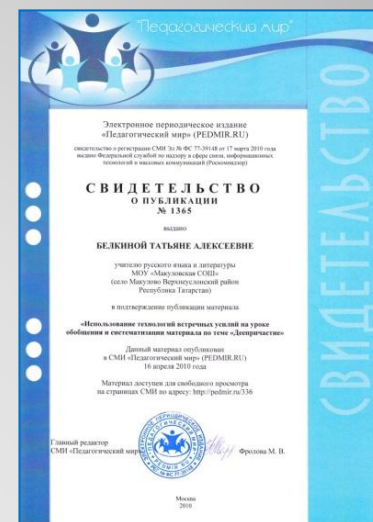 "Педагогический мир"
СВИДЕТЕЛЬСТВО
Электронное периодическое издание
«Педагогический мир» (PEDMIR.RU)
свидетельство о регистрации СМИ Эл № ФС 77-39148 от 17 марта 2010 года
выдано Федеральной службой по надзору в сфере связи, информационных
технологий и массовых коммуникаций (Роскомнадзор)
СВИДЕТЕЛЬСТВО
О ПУБЛИКАЦИИ
№ 1365
выдано
БЕЛКИНОЙ ТАТЬЯНЕ АЛЕКСЕЕВНЕ
учителю русского языка и литературы
МОУ «Макуловская СОШ»
(село Макулово Верхнеуслонский район
Республика Татарстан)
в подтверждение публикации материала
«Использование технологий встречных усилий на уроке
обобщения и систематизации материала по теме «Деепричастие»
Данный материал опубликован
в СМИ «Педагогический мир» (PEDMIR.RU)
16 апреля 2010 года
Материал доступен для свободного просмотра
на страницах СМИ по адресу: http://pedmir.ru/336
Главный редактор
СМИ «Педагогический мир»
Фролова М. В.
Москва
2010